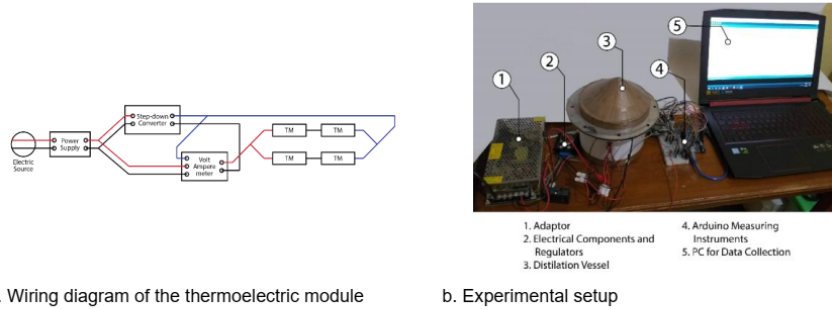 Step-down
Converter
Power
Supply
Electric
Source
Volt
Ampare
meter
TM
TM
TM
TM
1
2
3
4
5
1. Adaptor
2. Electrical Components and
Regulators
3. Distilation Vessel
4. Arduino Measuring
Instruments
5. PC for Data Collection
. Wiring diagram of the thermoelectric module
b. Experimental setup